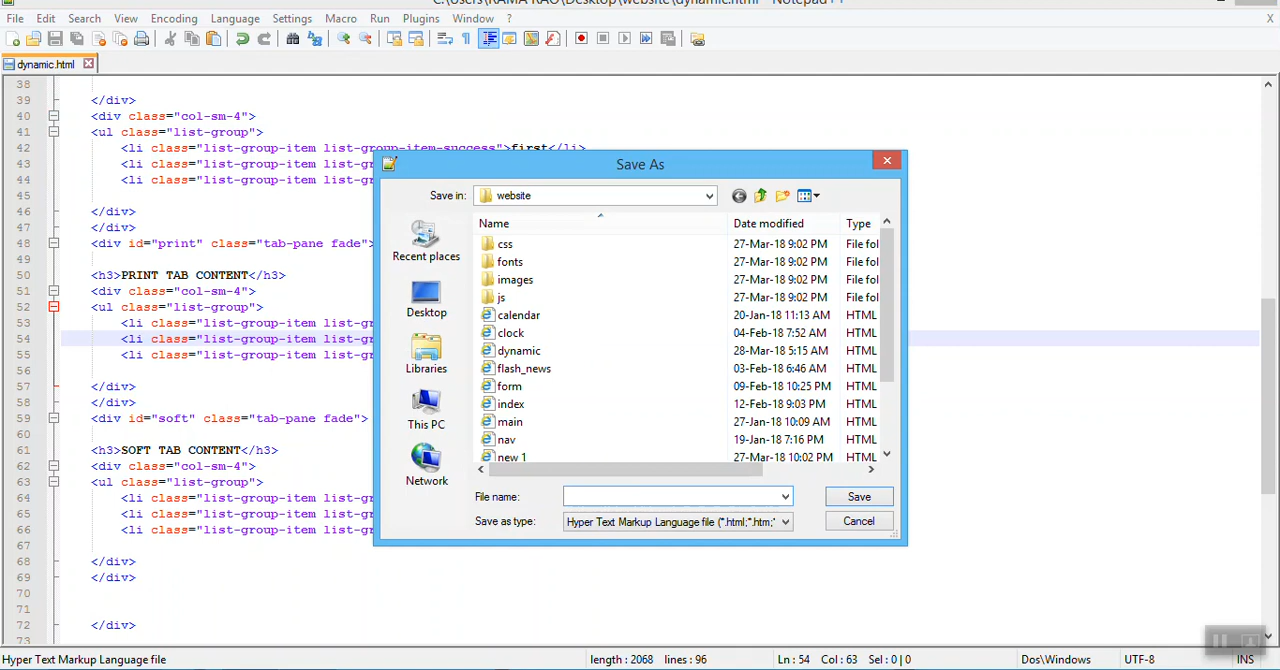 C:\Users\RAMA RAO\Desktop\website\dynamic.html - Notepad++
File Edit Search View Encoding Language Settings Macro Run Plugins Window ? X
dynamic.html
38
39 </div>
40 <div class="col-sm-4">
41 <ul class="list-group">
42 <li class="list-group-item list-group-item-success">first</li>
43 <li class="list-group-item list-gr
44 <li class="list-group-item list-gr
45
46 </div>
47 </div>
48 <div id="print" class="tab-pane fade">
49
50 <h3>PRINT TAB CONTENT</h3>
51 <div class="col-sm-4">
52 <ul class="list-group">
53 <li class="list-group-item list-gr
54 <li class="list-group-item list-gr
55 <li class="list-group-item list-gr
56
57 </div>
58 </div>
59 <div id="soft" class="tab-pane fade">
60
61 <h3>SOFT TAB CONTENT</h3>
62 <div class="col-sm-4">
63 <ul class="list-group">
64 <li class="list-group-item list-gr
65 <li class="list-group-item list-gr
66 <li class="list-group-item list-gr
67
68 </div>
69 </div>
70
71
72 </div>
73
Save As
Save in: website
Recent places
Desktop
Libraries
This PC
Network
Name Date modified Type
css 27-Mar-18 9:02 PM File fol
fonts 27-Mar-18 9:02 PM File fol
images 27-Mar-18 9:02 PM File fol
js 27-Mar-18 9:02 PM File fol
calendar 20-Jan-18 11:13 AM HTML
clock 04-Feb-18 7:52 AM HTML
dynamic 28-Mar-18 5:15 AM HTML
flash_news 03-Feb-18 6:46 AM HTML
form 09-Feb-18 10:25 PM HTML
index 12-Feb-18 9:03 PM HTML
main 27-Jan-18 10:09 AM HTML
nav 19-Jan-18 7:16 PM HTML
new 1 27-Mar-18 10:02 PM HTML
File name: Save
Save as type: Hyper Text Markup Language file (*.html;*.htm;* Cancel
Hyper Text Markup Language file length : 2068 lines : 96 Ln : 54 Col : 63 Sel : 0 | 0 Dos\Windows UTF-8 INS